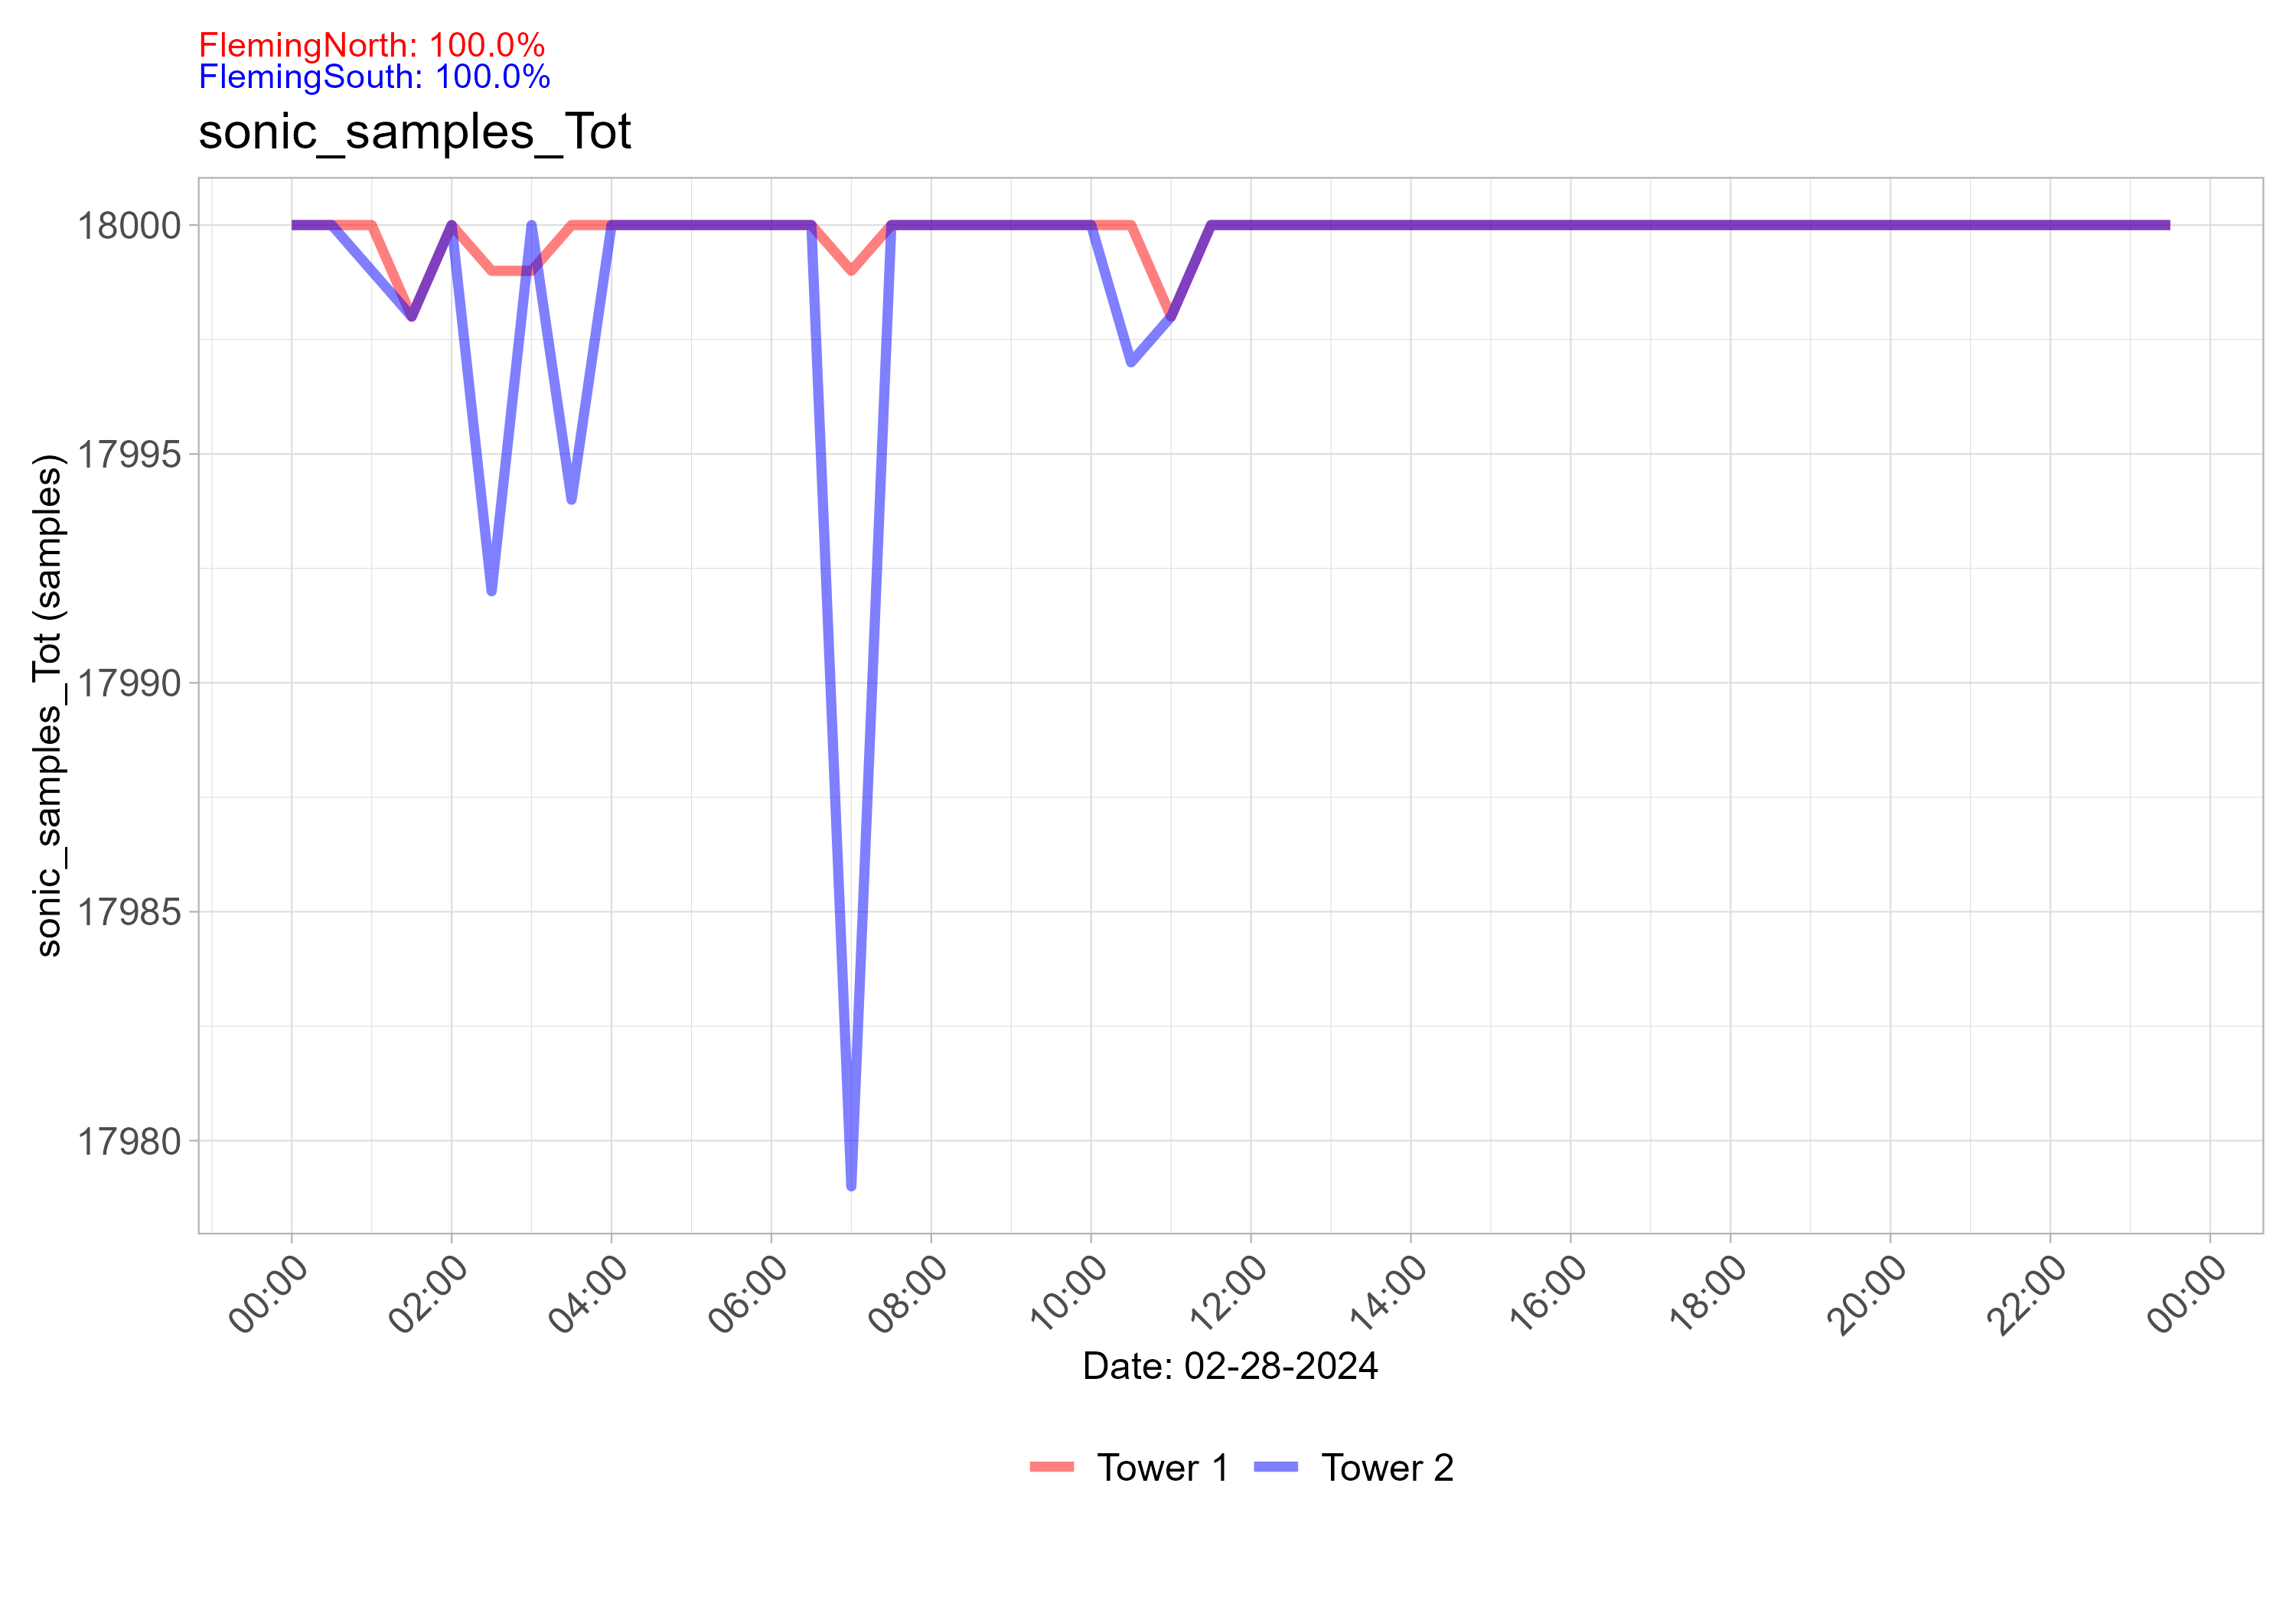 FlemingNorth: 100.0%
FlemingSouth: 100.0%
sonic_samples_Tot
sonic_samples_Tot (samples)
18000
17995
17990
17985
17980
00:00
02:00
04:00
06:00
08:00
10:00
12:00
14:00
16:00
18:00
20:00
22:00
00:00
Date: 02-28-2024
Tower 1
Tower 2